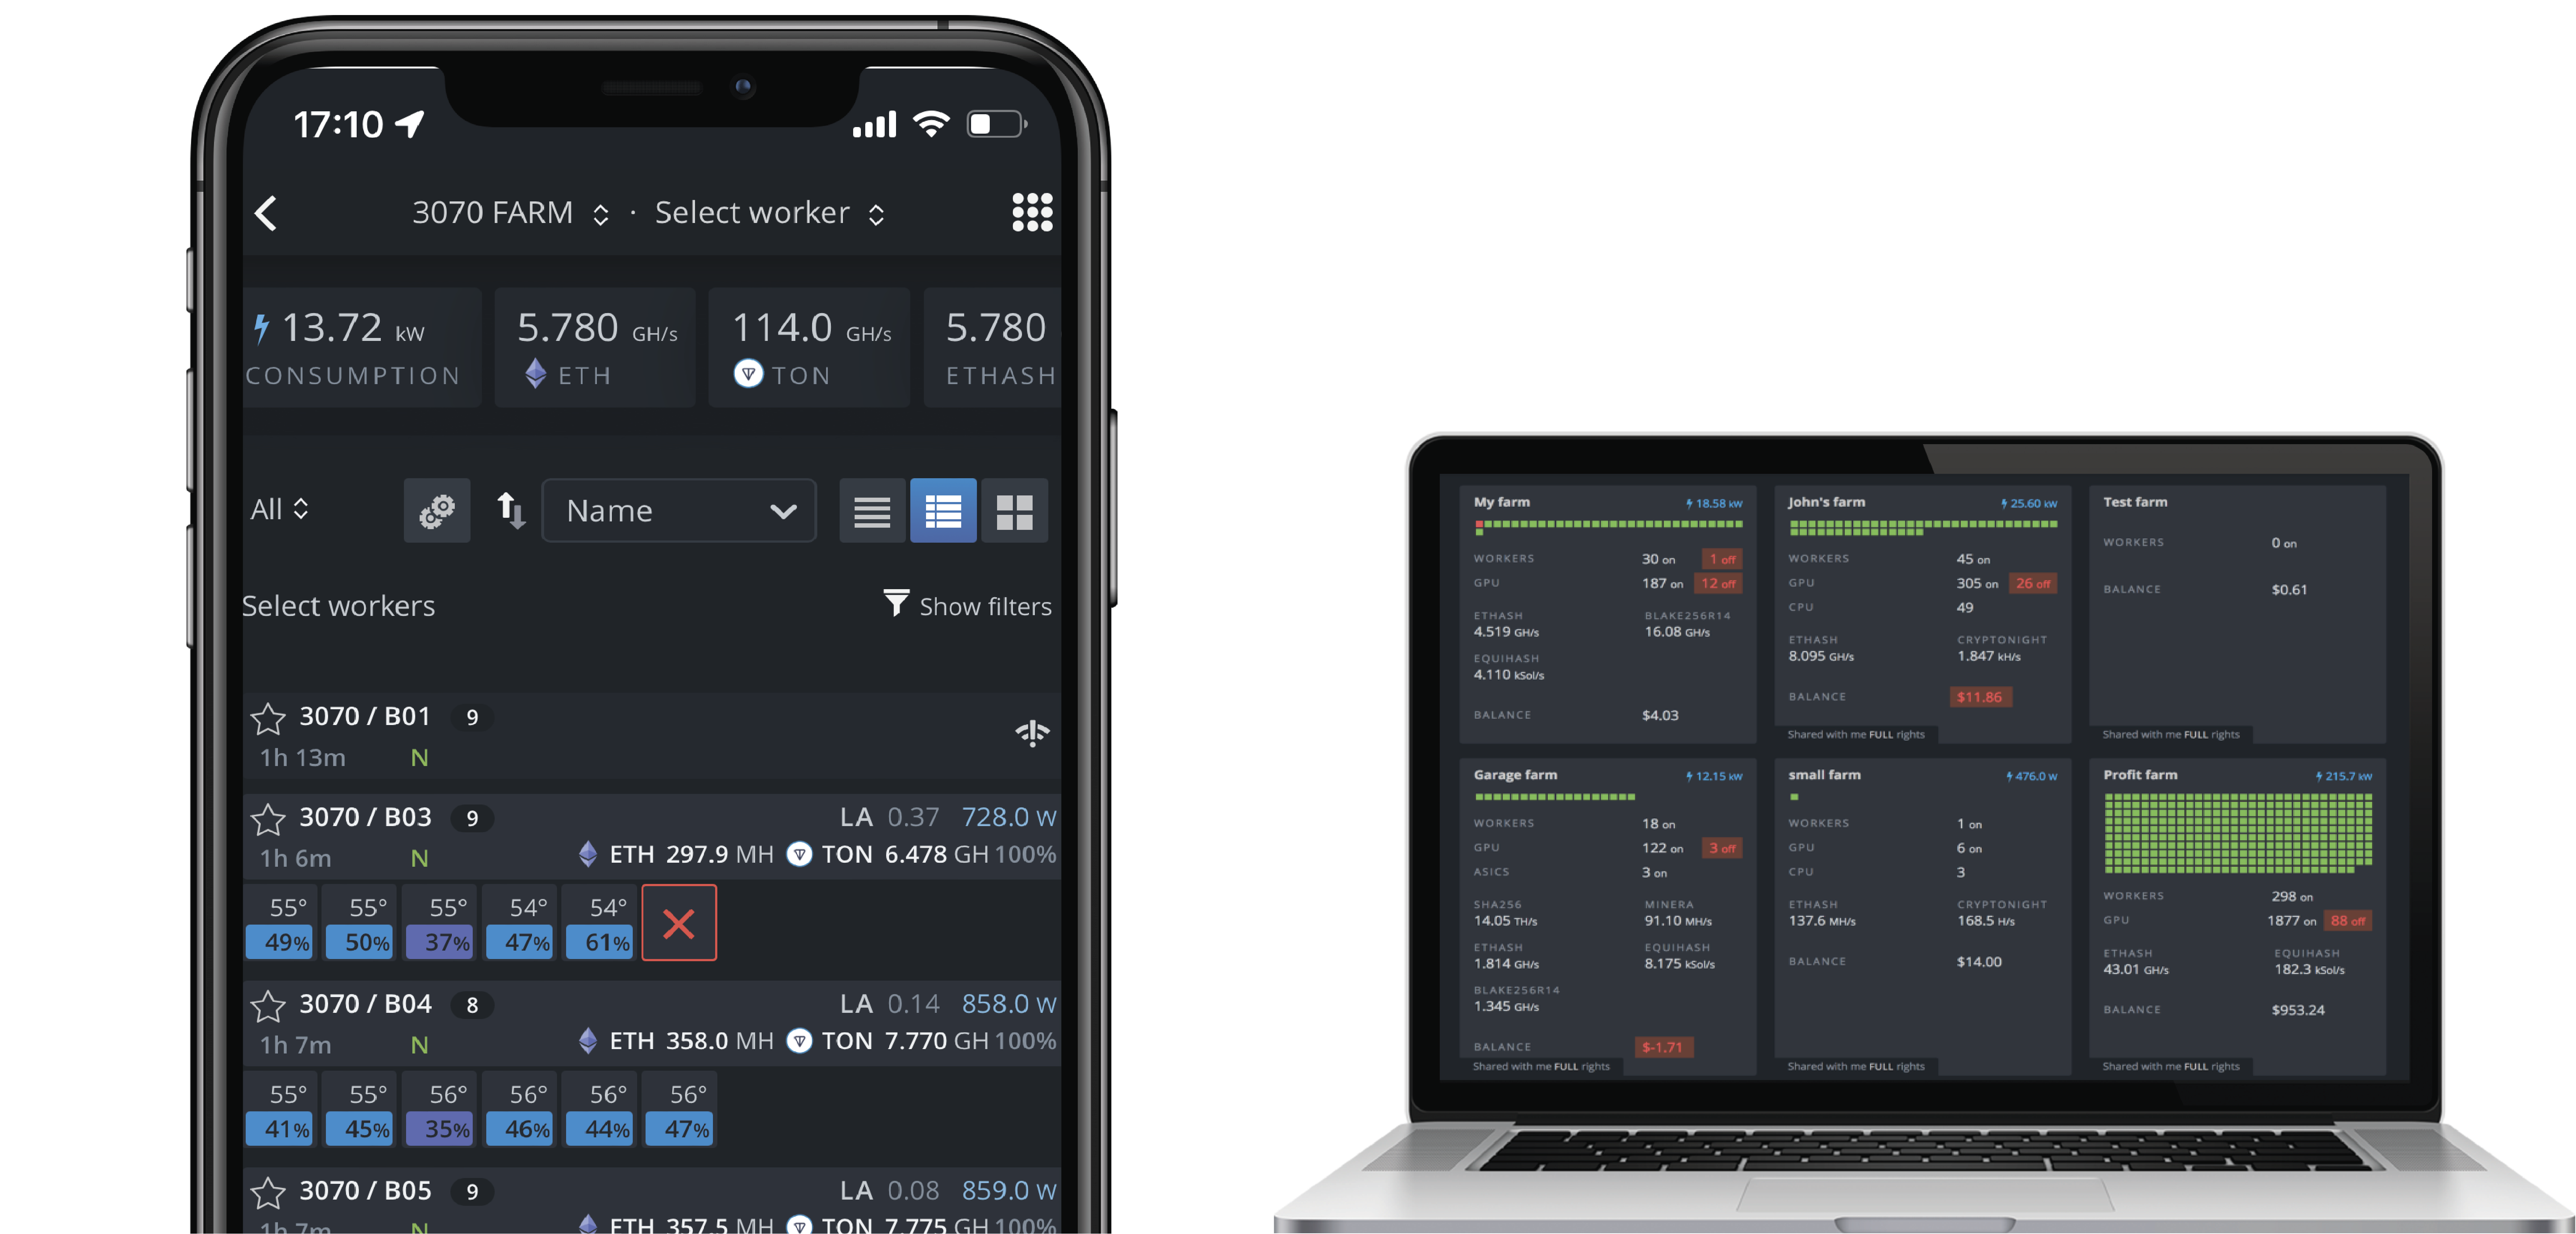 17:10
3070 FARM · Select worker
13.72 kW 5.780 GH/s 114.0 GH/s 5.780
CONSUMPTION ETH TON ETHASH
All Name
Select workers Show filters
3070 / B01 9
1h 13m N
3070 / B03 9 LA 0.37 728.0 W
1h 6m N ETH 297.9 MH TON 6.478 GH 100%
55° 55° 55° 54° 54°
49% 50% 37% 47% 61%
3070 / B04 8 LA 0.14 858.0 W
1h 7m N ETH 358.0 MH TON 7.770 GH 100%
55° 55° 56° 56° 56° 56°
41% 45% 35% 46% 44% 47%
3070 / B05 9 LA 0.08 859.0 W
1h 7m N ETH 357.5 MH TON 7.775 GH 100%
My farm 18.58 kW
WORKERS 30 on 1 off
GPU 187 on 12 off
ETHASH BLAKE256R14
4.519 GH/s 16.08 GH/s
EQUIHASH
4.110 kSol/s
BALANCE $4.03
John's farm 25.60 kW
WORKERS 45 on
GPU 305 on 26 off
CPU 49
ETHASH CRYPTONIGHT
8.095 GH/s 1.847 kH/s
BALANCE $11.86
Shared with me FULL rights
Test farm
WORKERS 0 on
BALANCE $0.61
Shared with me FULL rights
Garage farm 12.15 kW
WORKERS 18 on
GPU 122 on 3 off
ASICS 3 on
SHA256 MINERA
14.05 TH/s 91.10 MH/s
ETHASH EQUIHASH
1.814 GH/s 8.175 kSol/s
BLAKE256R14
1.345 GH/s
BALANCE $-1.71
Shared with me FULL rights
small farm 476.0 W
WORKERS 1 on
GPU 6 on
CPU 3
ETHASH CRYPTONIGHT
137.6 MH/s 168.5 H/s
BALANCE $14.00
Shared with me FULL rights
Profit farm 215.7 kW
WORKERS 298 on
GPU 1877 on 88 off
ETHASH EQUIHASH
43.01 GH/s 182.3 kSol/s
BALANCE $953.24
Shared with me FULL rights